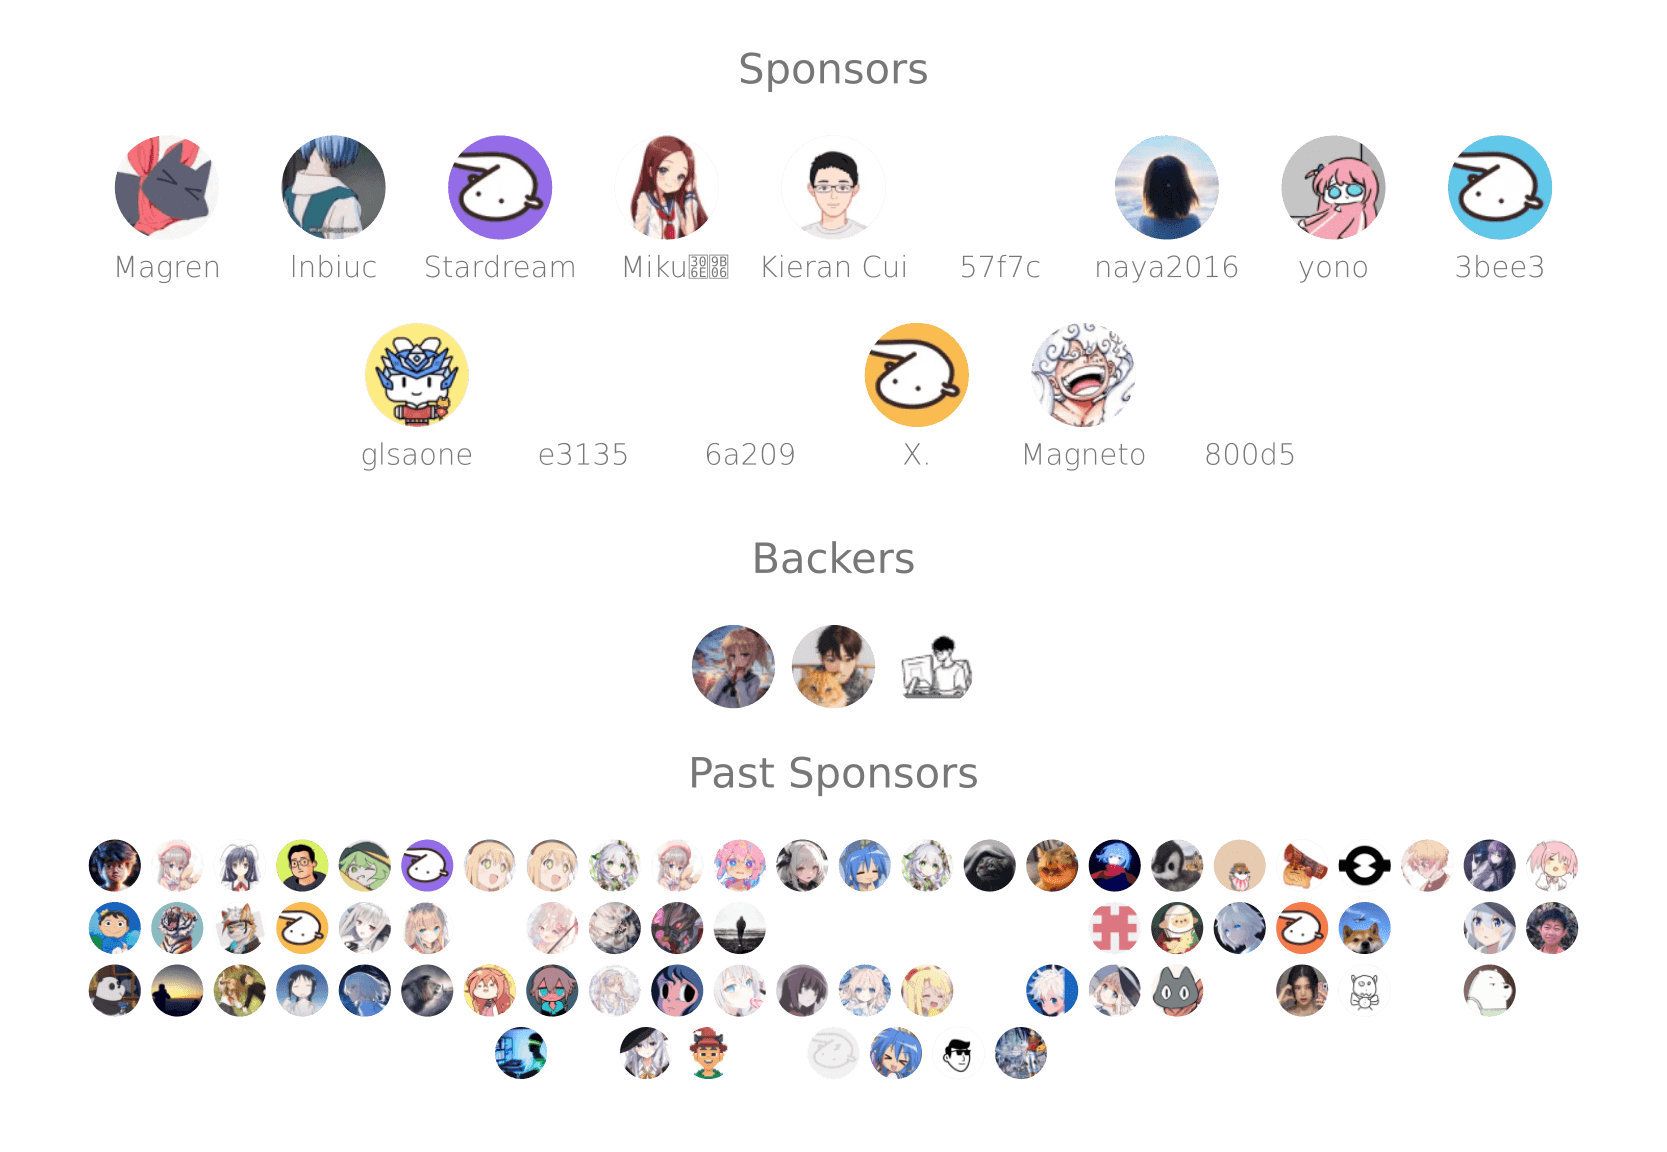 Sponsors
Magren Inbiuc Stardream Miku Kieran Cui 57f7c naya2016 yono 3bee3
glsaone e3135 6a209 X. Magneto 800d5
Backers
Past Sponsors